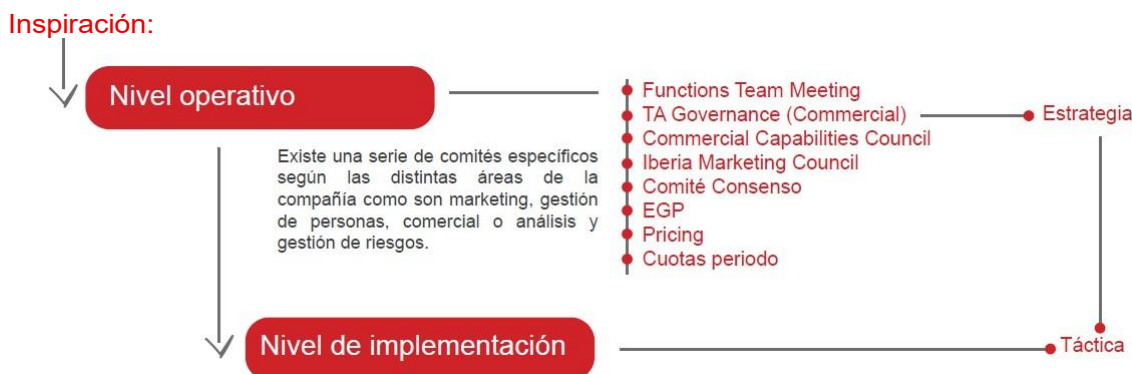 Inspiración:
Nivel operativo
Existe una serie de comités específicos
según las distintas áreas de la
compañía como son marketing, gestión
de personas, comercial o análisis y
gestión de riesgos.
Functions Team Meeting
TA Governance (Commercial)
Commercial Capabilities Council
Iberia Marketing Council
Comité Consenso
EGP
Pricing
Cuotas periodo
Estrategia
Nivel de implementación
Táctica